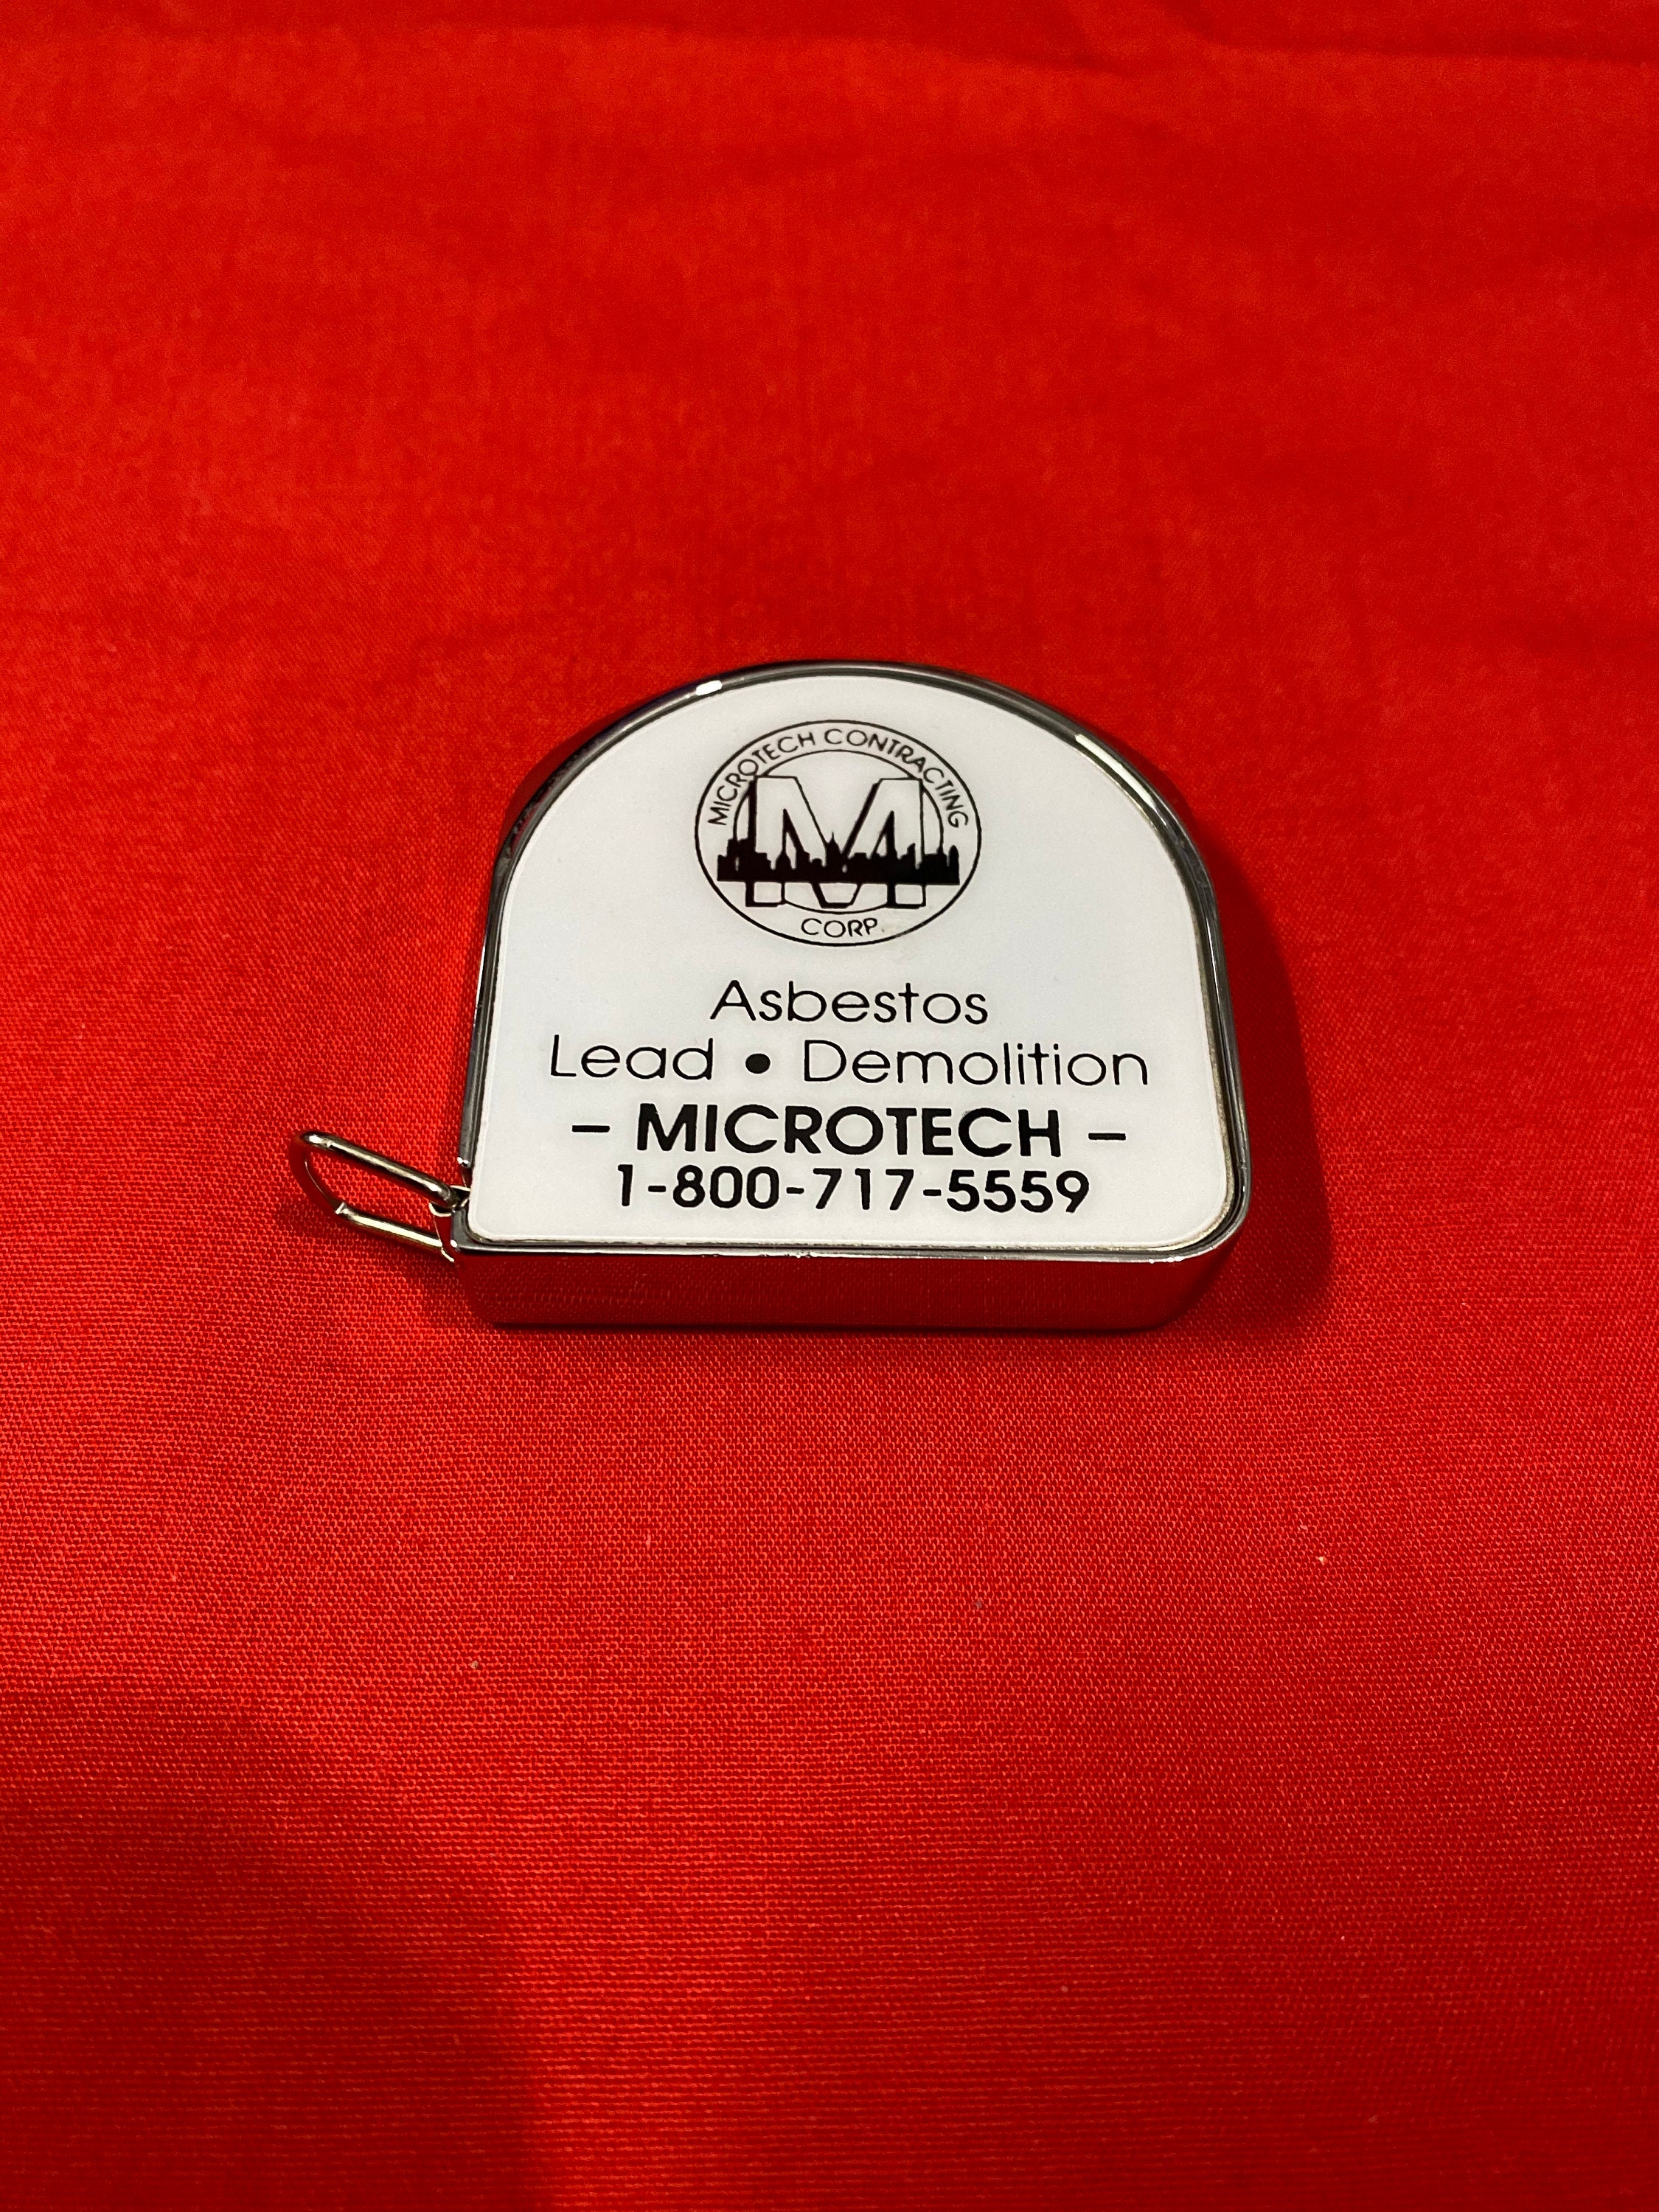 MICROTECH CONTRACTING
M
CORP.
Asbestos
Lead • Demolition
– MICROTECH –
1-800-717-5559